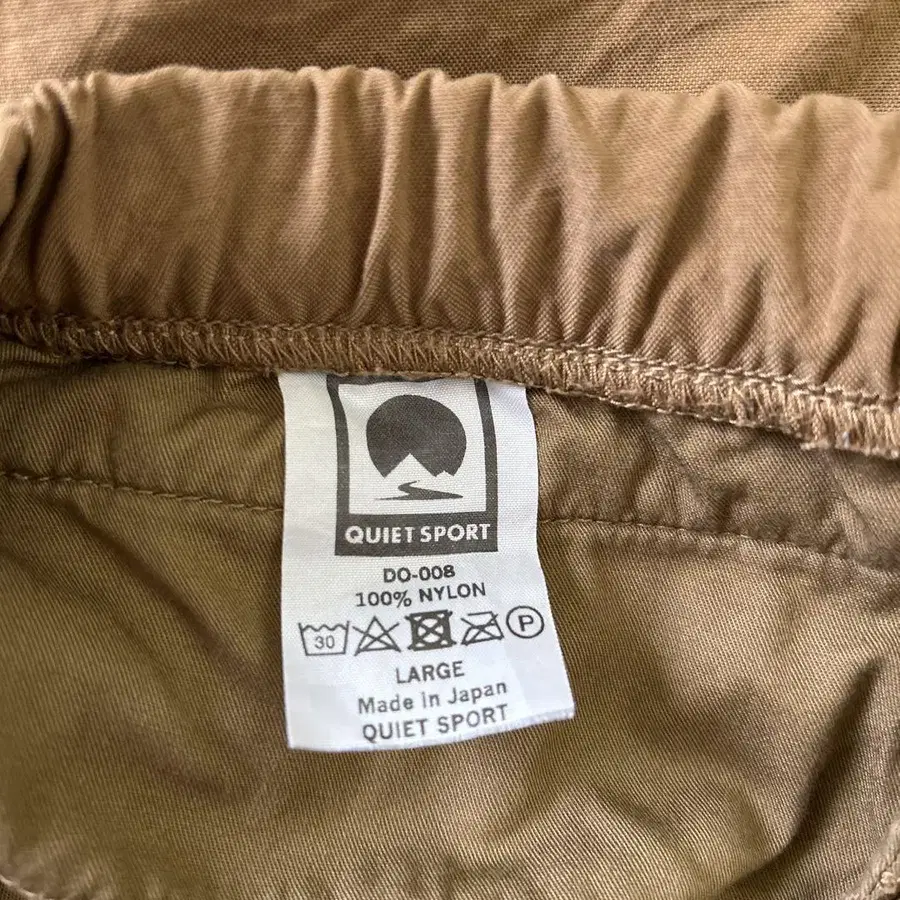 QUIET SPORT
DO-008
100% NYLON
30 P
LARGE
Made in Japan
QUIET SPORT